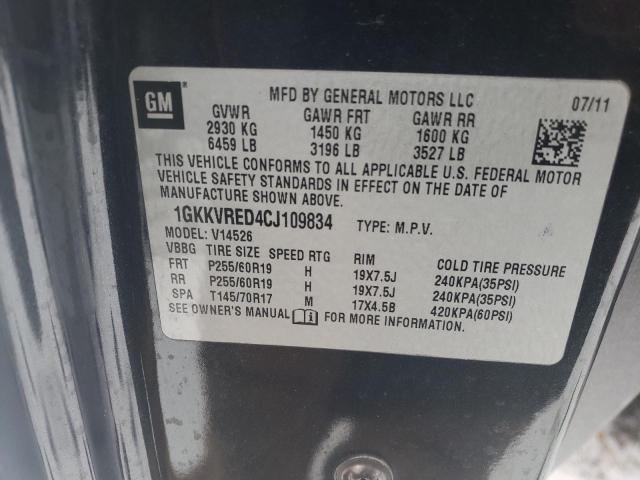 GM
MFD BY GENERAL MOTORS LLC 07/11
GVWR GAWR FRT GAWR RR
2930 KG 1450 KG 1600 KG
6459 LB 3196 LB 3527 LB
THIS VEHICLE CONFORMS TO ALL APPLICABLE U.S. FEDERAL MOTOR
VEHICLE SAFETY STANDARDS IN EFFECT ON THE DATE OF
MANUFACTURE SHOWN ABOVE.
1GKKVRED4CJ109834 TYPE: M.P.V.
MODEL: V14526
VBBG TIRE SIZE SPEED RTG RIM COLD TIRE PRESSURE
FRT P255/60R19 H 19X7.5J 240KPA(35PSI)
RR P255/60R19 H 19X7.5J 240KPA(35PSI)
SPA T145/70R17 M 17X4.5B 420KPA(60PSI)
SEE OWNER'S MANUAL FOR MORE INFORMATION.